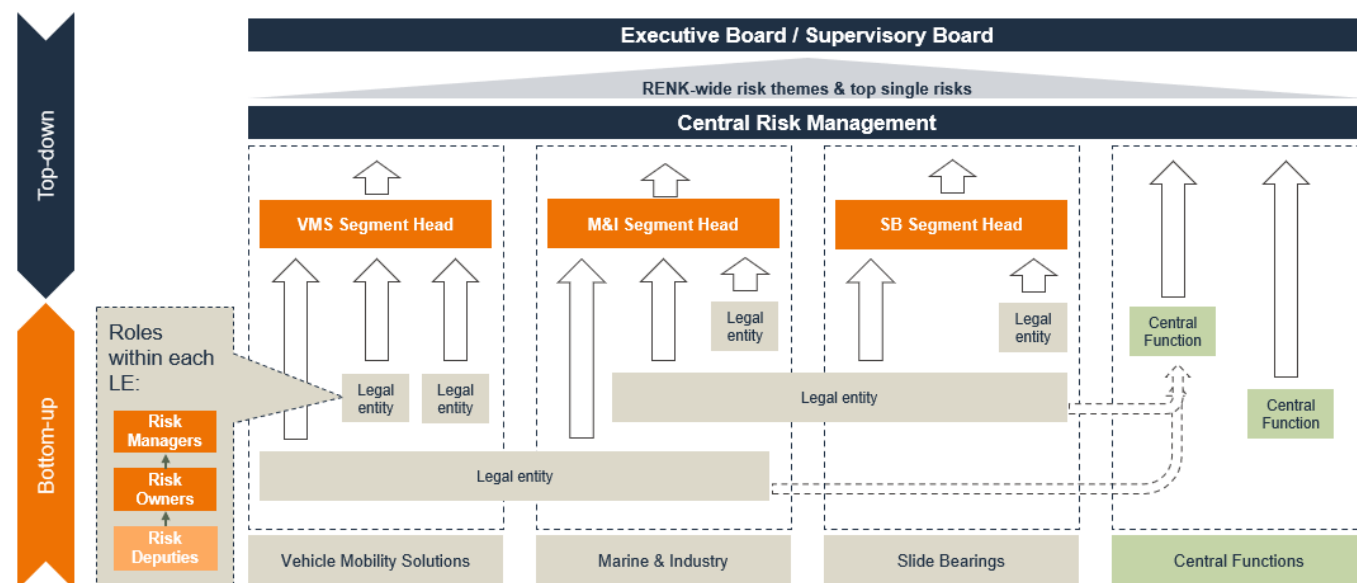 Executive Board / Supervisory Board
RENK-wide risk themes & top single risks
Central Risk Management
Top-down
VMS Segment Head
M&I Segment Head
SB Segment Head
Legal
entity
Legal
entity
Central
Function
Roles
within each
LE:
Legal
entity
Legal
entity
Legal entity
Central
Function
Bottom-up
Risk
Managers
Risk
Owners
Risk
Deputies
Legal entity
Vehicle Mobility Solutions
Marine & Industry
Slide Bearings
Central Functions